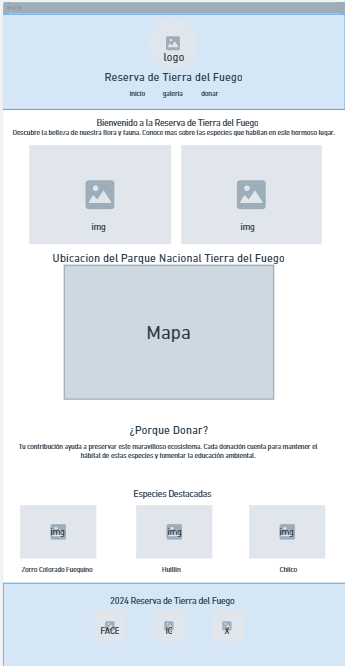 logo
Reserva de Tierra del Fuego
inicio galeria donar
Bienvenido a la Reserva de Tierra del Fuego
Descubre la belleza de nuestra flora y fauna. Conoce mas sobre las especies que habitan en este hermoso lugar.
img img
Ubicacion del Parque Nacional Tierra del Fuego
Mapa
¿Porque Donar?
Tu contribución ayuda a preservar este maravilloso ecosistema. Cada donación cuenta para mantener el
hábitat de estas especies y fomentar la educación ambiental.
Especies Destacadas
img img img
Zorro Colorado Fueguino Huillin Chilco
2024 Reserva de Tierra del Fuego
FACE IG X